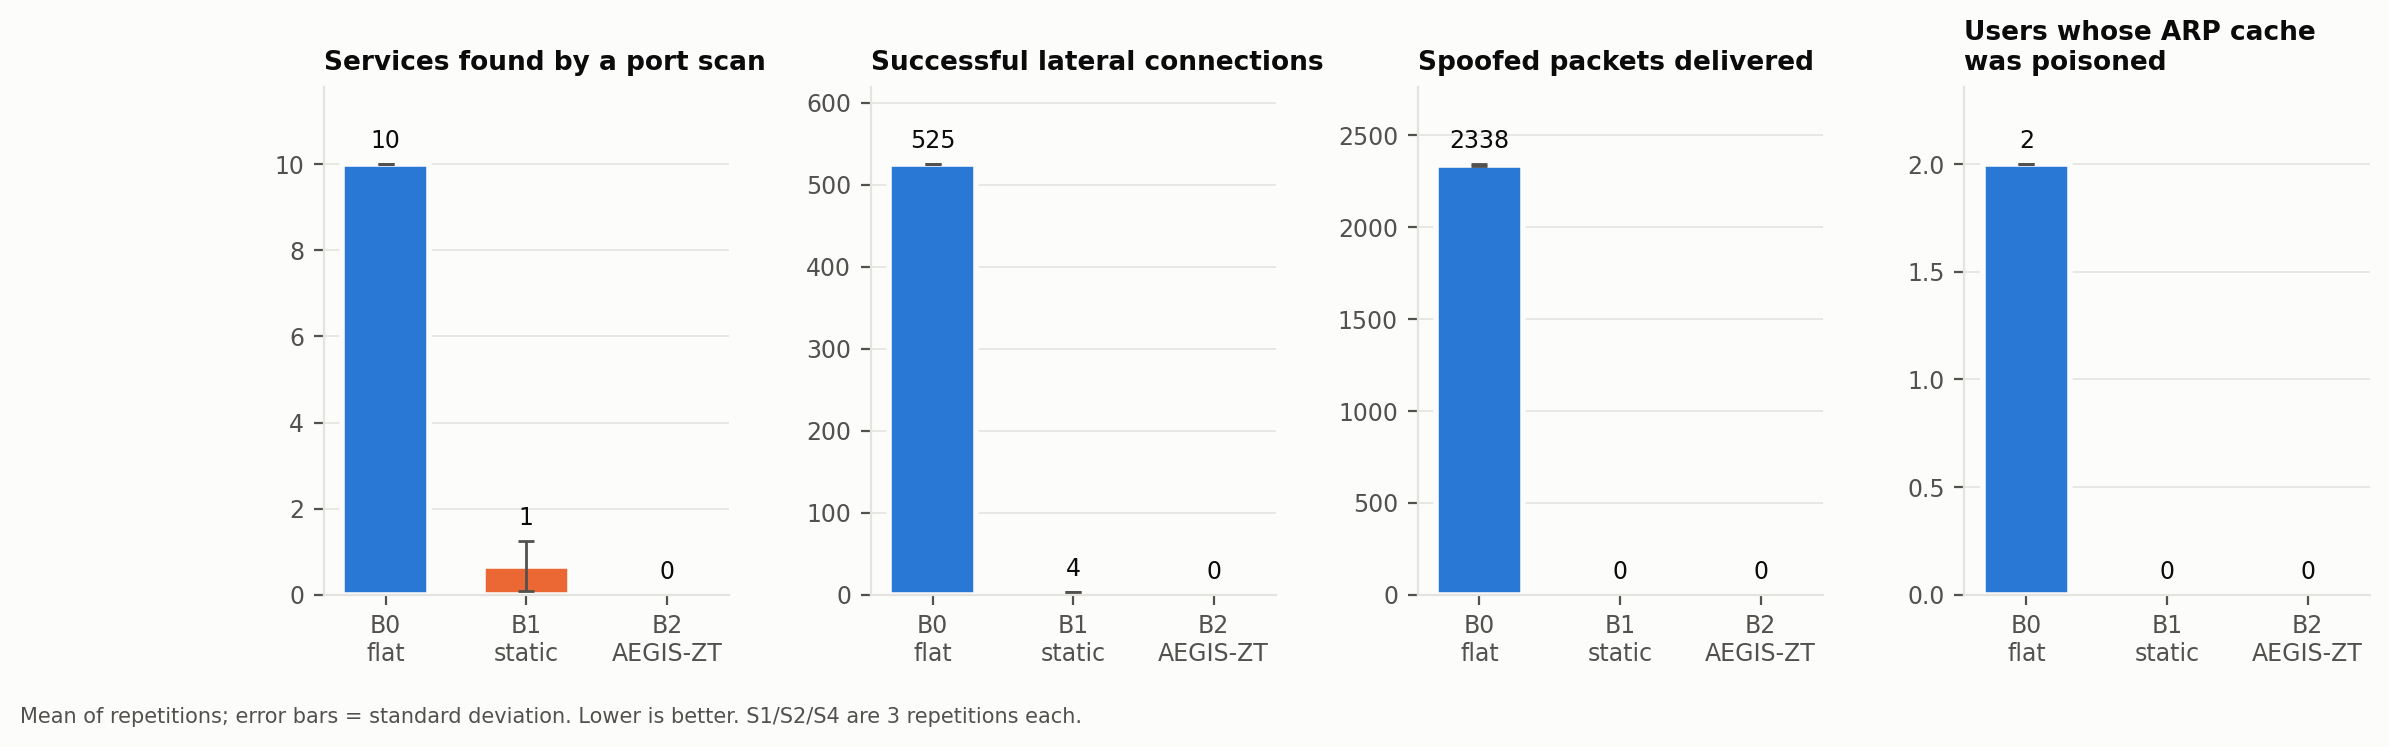 Services found by a port scan
10
8
6
4
2
0
10
1
0
B0
flat
B1
static
B2
AEGIS-ZT
Successful lateral connections
600
500
400
300
200
100
0
525
4
0
B0
flat
B1
static
B2
AEGIS-ZT
Spoofed packets delivered
2500
2000
1500
1000
500
0
2338
0
0
B0
flat
B1
static
B2
AEGIS-ZT
Users whose ARP cache
was poisoned
2.0
1.5
1.0
0.5
0.0
2
0
0
B0
flat
B1
static
B2
AEGIS-ZT
Mean of repetitions; error bars = standard deviation. Lower is better. S1/S2/S4 are 3 repetitions each.